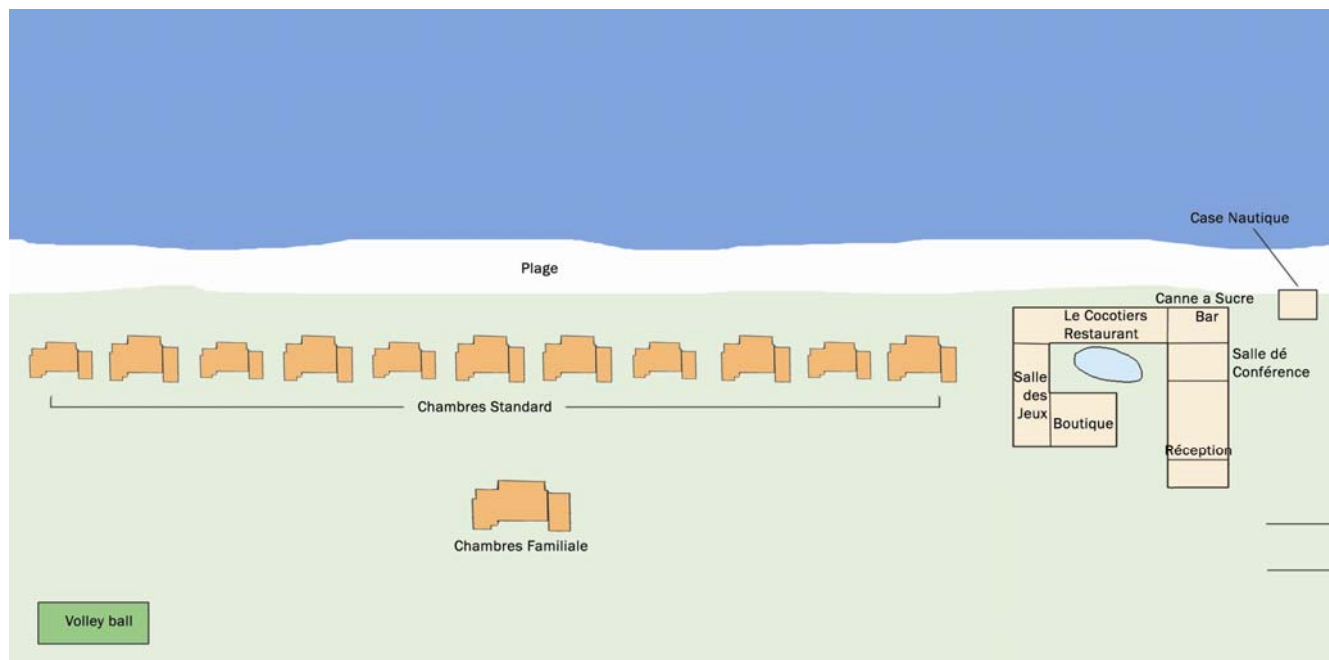 Case Nautique
Plage
Canne a Sucre
Bar
Le Cocotiers
Restaurant
Salle dé
Conférence
Salle
des
Jeux
Boutique
Chambres Standard
Réception
Chambres Familiale
Volley ball